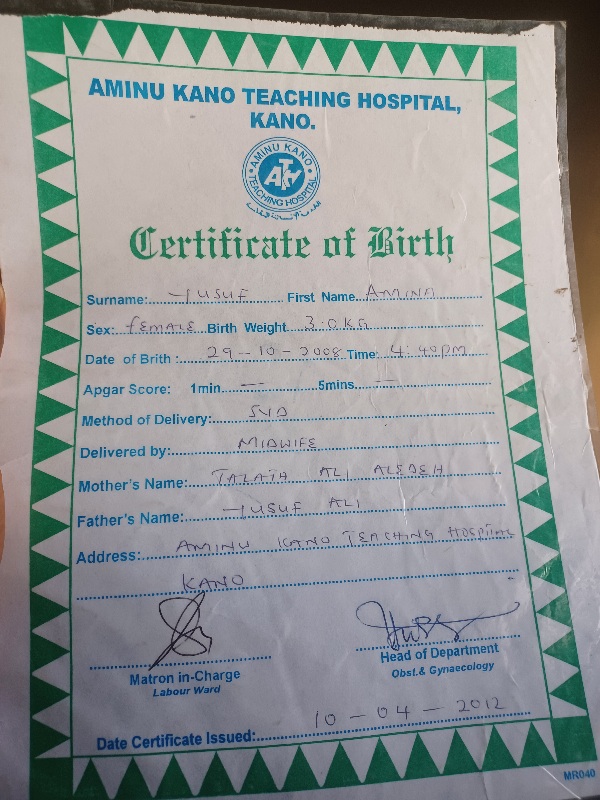 AMINU KANO TEACHING HOSPITAL,
KANO.
AMINU KANO
AKTH
TEACHING HOSPITAL
Certificate of Birth
Surname: YUSUF First Name AMINA
Sex: FEMALE Birth Weight 3.0KG
Date of Birth: 29-10-2008 Time: 4:40PM
Apgar Score: 1min. — 5mins. —
Method of Delivery: SVD
Delivered by: MIDWIFE
Mother's Name: TALATA ALI
Father's Name: YUSUF ALI
Address: AMINU KANO TEACHING HOSPITAL
KANO
Matron in-Charge
Labour Ward
Head of Department
Obst.& Gynaecology
Date Certificate Issued: 10-04-2012
MR040